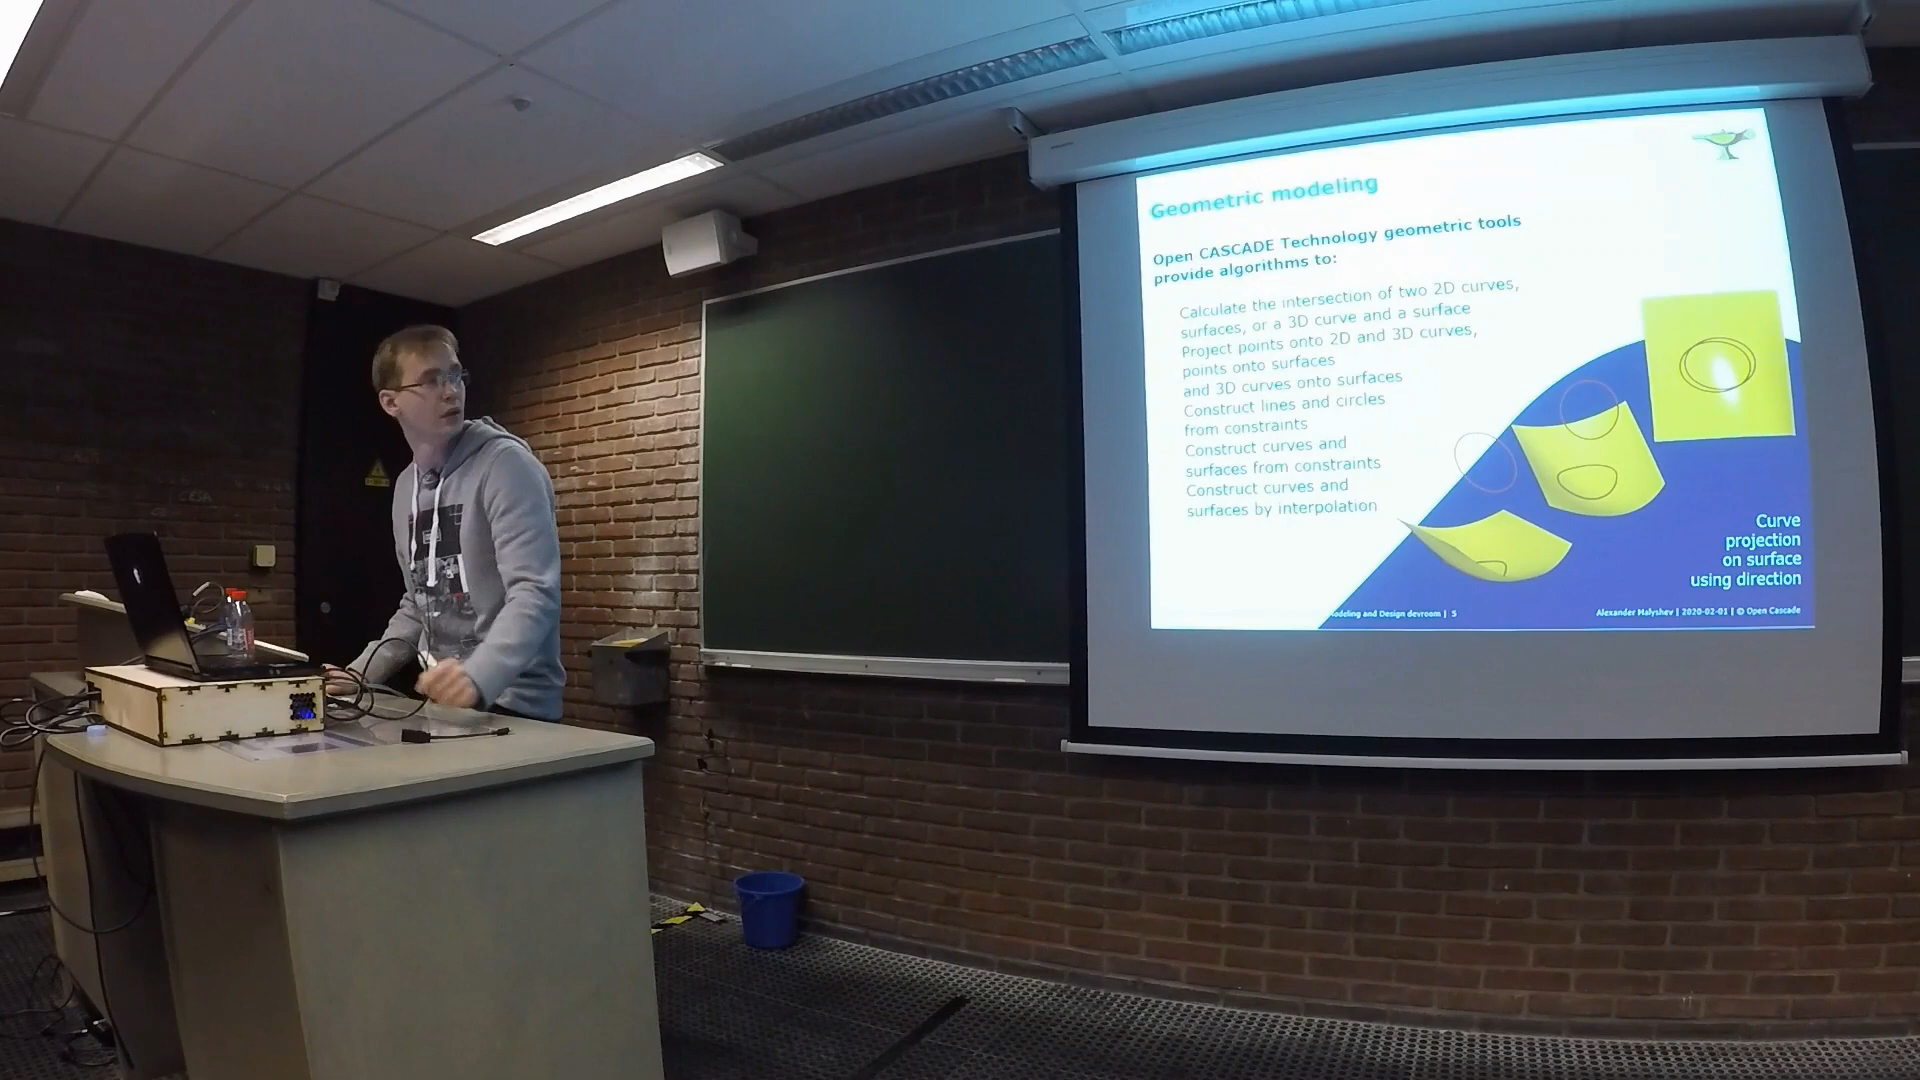 Geometric modeling
Open CASCADE Technology geometric tools
provide algorithms to:
Calculate the intersection of two 2D curves,
surfaces, or a 3D curve and a surface
Project points onto 2D and 3D curves,
points onto surfaces
and 3D curves onto surfaces
Construct lines and circles
from constraints
Construct curves and
surfaces from constraints
Construct curves and
surfaces by interpolation
Curve
projection
on surface
using direction
odeling and Design devroom | 5
Alexander Malyshev | 2020-02-01 | © Open Cascade